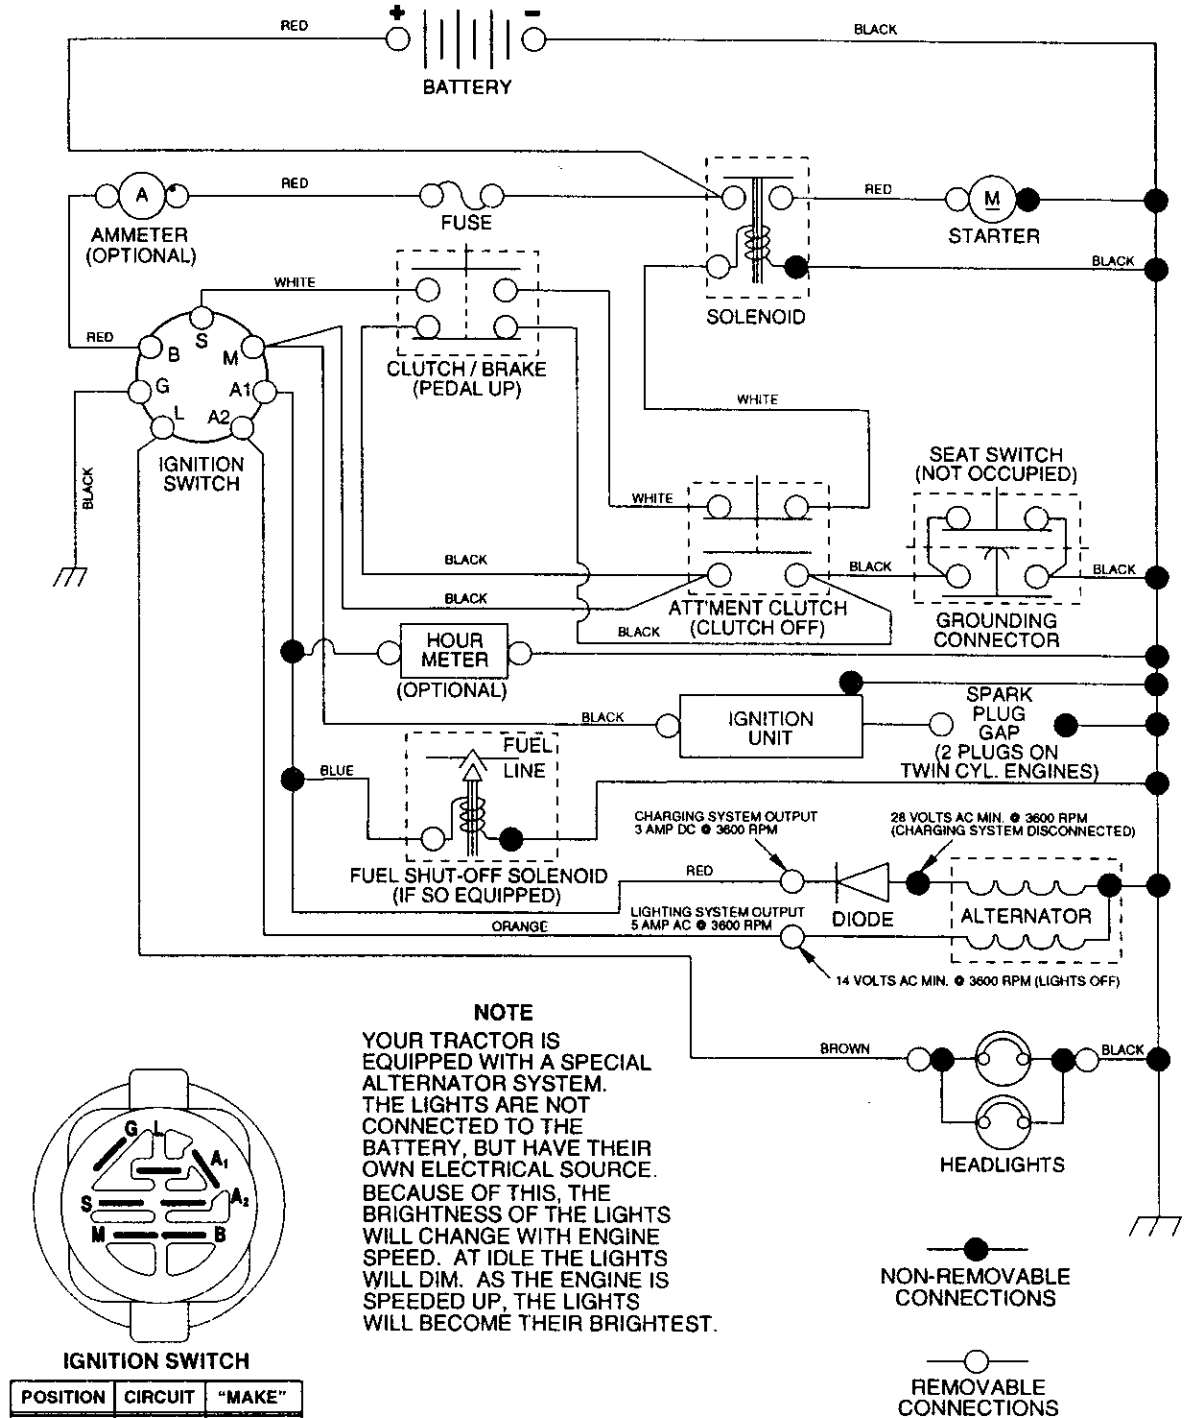 +
-
RED
BLACK
BATTERY
RED
RED
A
FUSE
M
STARTER
AMMETER
(OPTIONAL)
BLACK
WHITE
SOLENOID
RED
S
B
M
G
A1
L
A2
CLUTCH / BRAKE
(PEDAL UP)
WHITE
IGNITION
SWITCH
BLACK
SEAT SWITCH
(NOT OCCUPIED)
WHITE
BLACK
BLACK
BLACK
BLACK
ATT'MENT CLUTCH
(CLUTCH OFF)
GROUNDING
CONNECTOR
BLACK
HOUR
METER
(OPTIONAL)
BLACK
IGNITION
UNIT
SPARK
PLUG
GAP
(2 PLUGS ON
TWIN CYL. ENGINES)
FUEL
LINE
BLUE
FUEL SHUT-OFF SOLENOID
(IF SO EQUIPPED)
CHARGING SYSTEM OUTPUT
3 AMP DC @ 3600 RPM
28 VOLTS AC MIN. @ 3600 RPM
(CHARGING SYSTEM DISCONNECTED)
RED
DIODE
ALTERNATOR
LIGHTING SYSTEM OUTPUT
5 AMP AC @ 3600 RPM
ORANGE
14 VOLTS AC MIN. @ 3600 RPM (LIGHTS OFF)
BROWN
BLACK
HEADLIGHTS
NOTE
YOUR TRACTOR IS
EQUIPPED WITH A SPECIAL
ALTERNATOR SYSTEM.
THE LIGHTS ARE NOT
CONNECTED TO THE
BATTERY, BUT HAVE THEIR
OWN ELECTRICAL SOURCE.
BECAUSE OF THIS, THE
BRIGHTNESS OF THE LIGHTS
WILL CHANGE WITH ENGINE
SPEED. AT IDLE THE LIGHTS
WILL DIM. AS THE ENGINE IS
SPEEDED UP, THE LIGHTS
WILL BECOME THEIR BRIGHTEST.
G
L
A1
S
A2
M
B
IGNITION SWITCH
POSITION CIRCUIT "MAKE"
NON-REMOVABLE
CONNECTIONS
REMOVABLE
CONNECTIONS